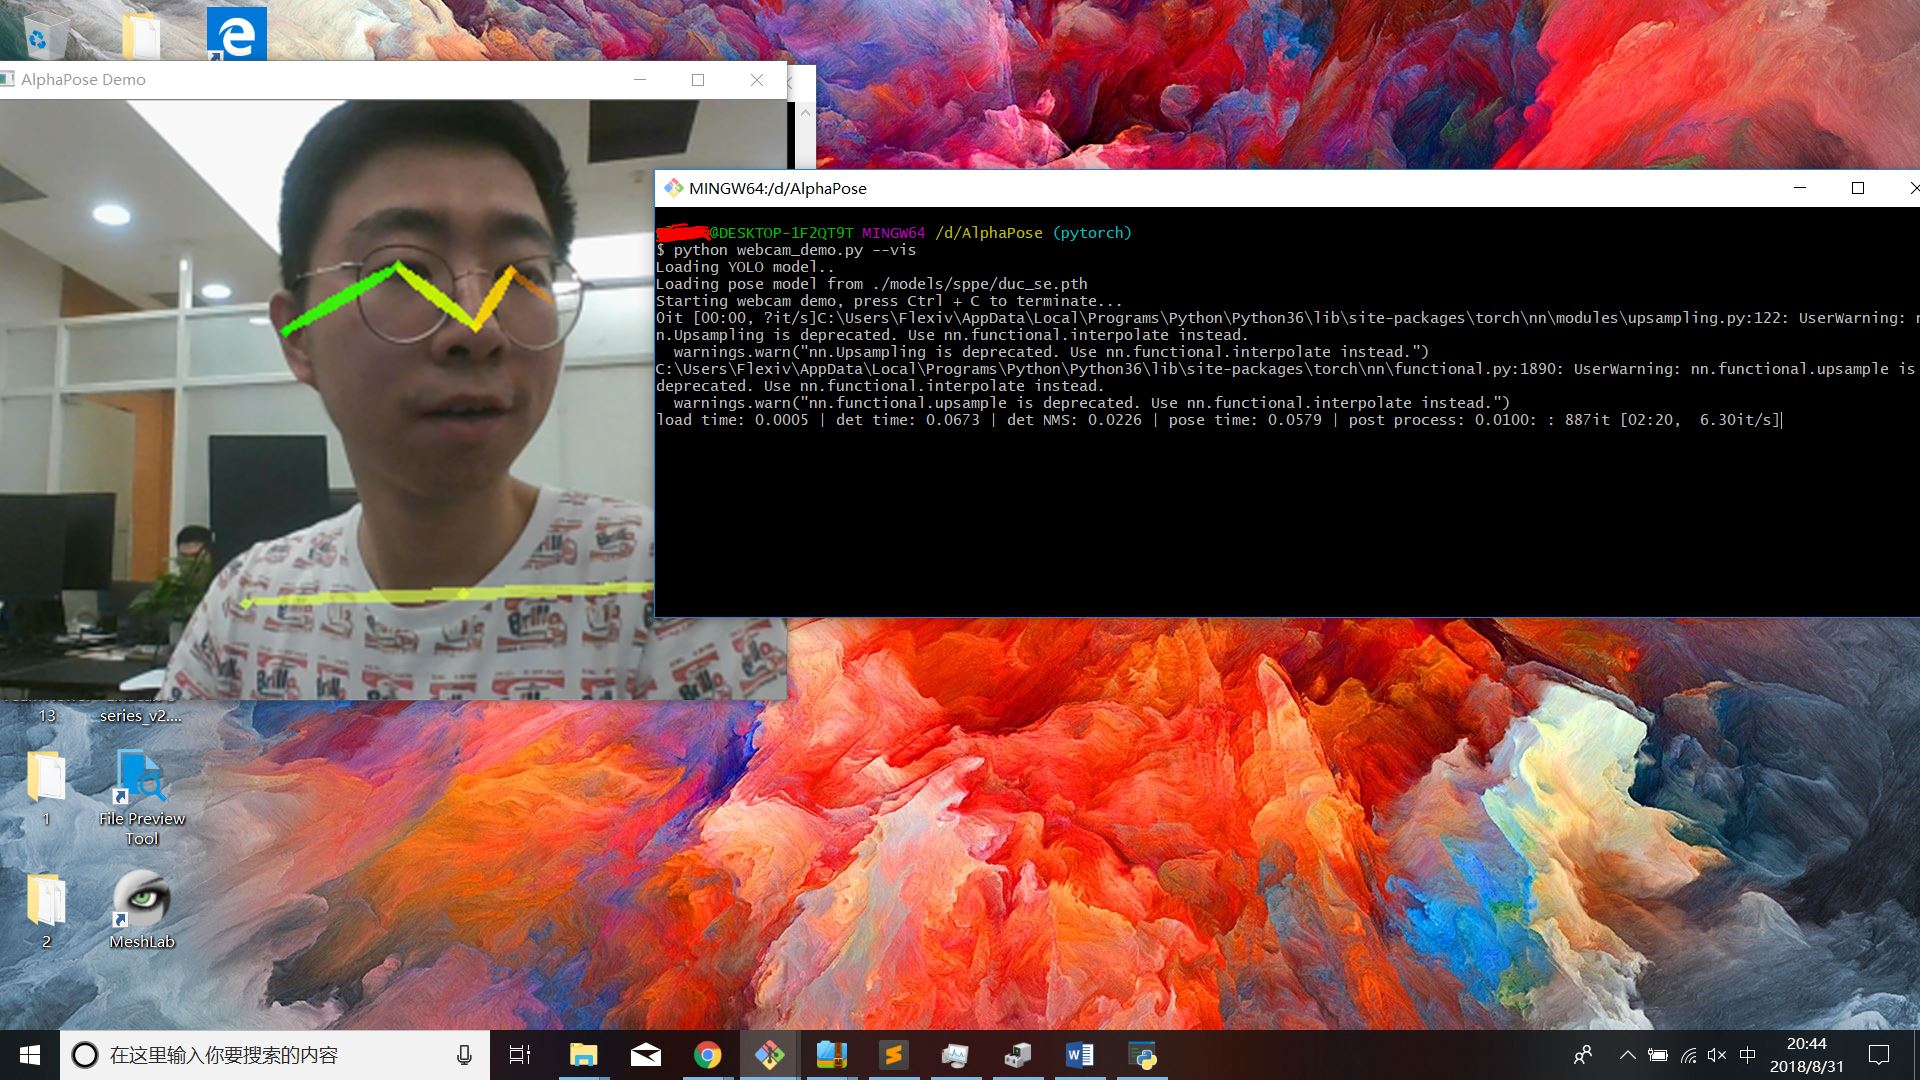 AlphaPose Demo
MINGW64:/d/AlphaPose
@DESKTOP-1F2QT9T MINGW64 /d/AlphaPose (pytorch)
$ python webcam_demo.py --vis
Loading YOLO model..
Loading pose model from ./models/sppe/duc_se.pth
Starting webcam demo, press Ctrl + C to terminate...
0it [00:00, ?it/s]C:\Users\Flexiv\AppData\Local\Programs\Python\Python36\lib\site-packages\torch\nn\modules\upsampling.py:122: UserWarning: n
n.Upsampling is deprecated. Use nn.functional.interpolate instead.
warnings.warn("nn.Upsampling is deprecated. Use nn.functional.interpolate instead.")
C:\Users\Flexiv\AppData\Local\Programs\Python\Python36\lib\site-packages\torch\nn\functional.py:1890: UserWarning: nn.functional.upsample is
deprecated. Use nn.functional.interpolate instead.
warnings.warn("nn.functional.upsample is deprecated. Use nn.functional.interpolate instead.")
load time: 0.0005 | det time: 0.0673 | det NMS: 0.0226 | pose time: 0.0579 | post process: 0.0100: : 887it [02:20,  6.30it/s]
Brillo
Brillo
13
series_v2....
1
File Preview
Tool
2
MeshLab
在这里输入你要搜索的内容
中
20:44
2018/8/31